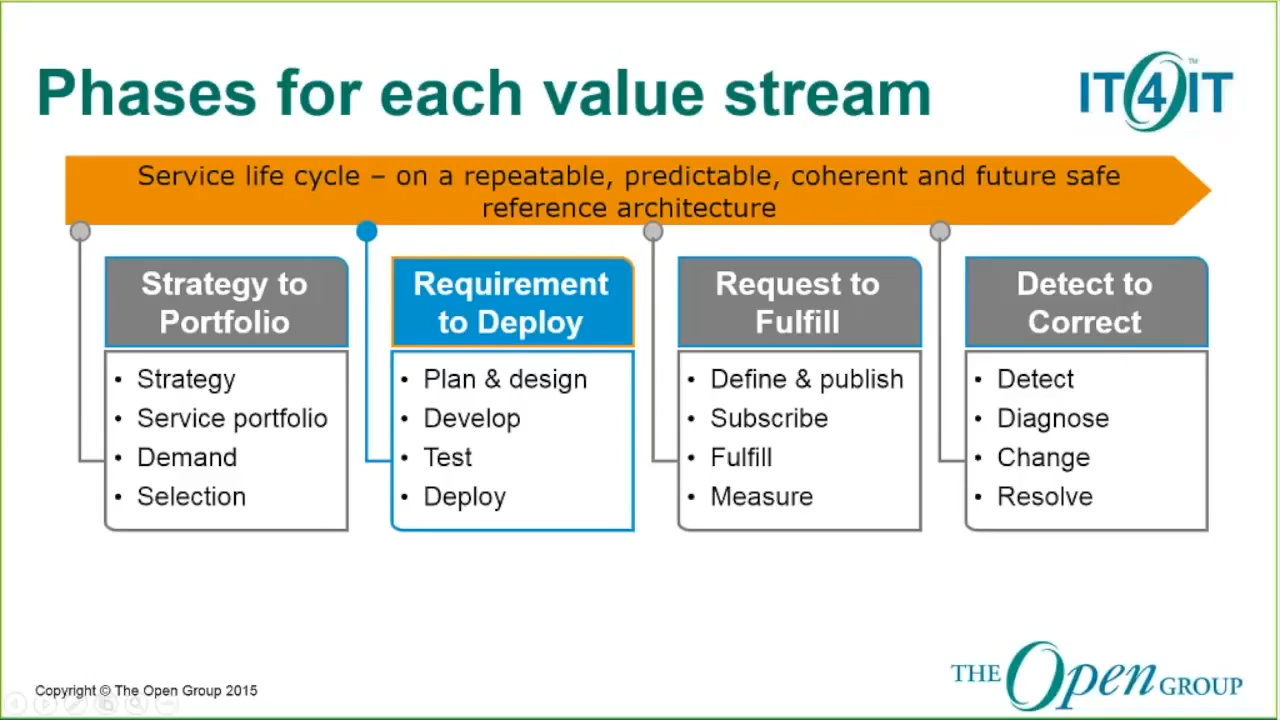 Phases for each value stream
IT4IT™
Service life cycle – on a repeatable, predictable, coherent and future safe
reference architecture
Strategy to
Portfolio
• Strategy
• Service portfolio
• Demand
• Selection
Requirement
to Deploy
• Plan & design
• Develop
• Test
• Deploy
Request to
Fulfill
• Define & publish
• Subscribe
• Fulfill
• Measure
Detect to
Correct
• Detect
• Diagnose
• Change
• Resolve
Copyright © The Open Group 2015
THE Open GROUP